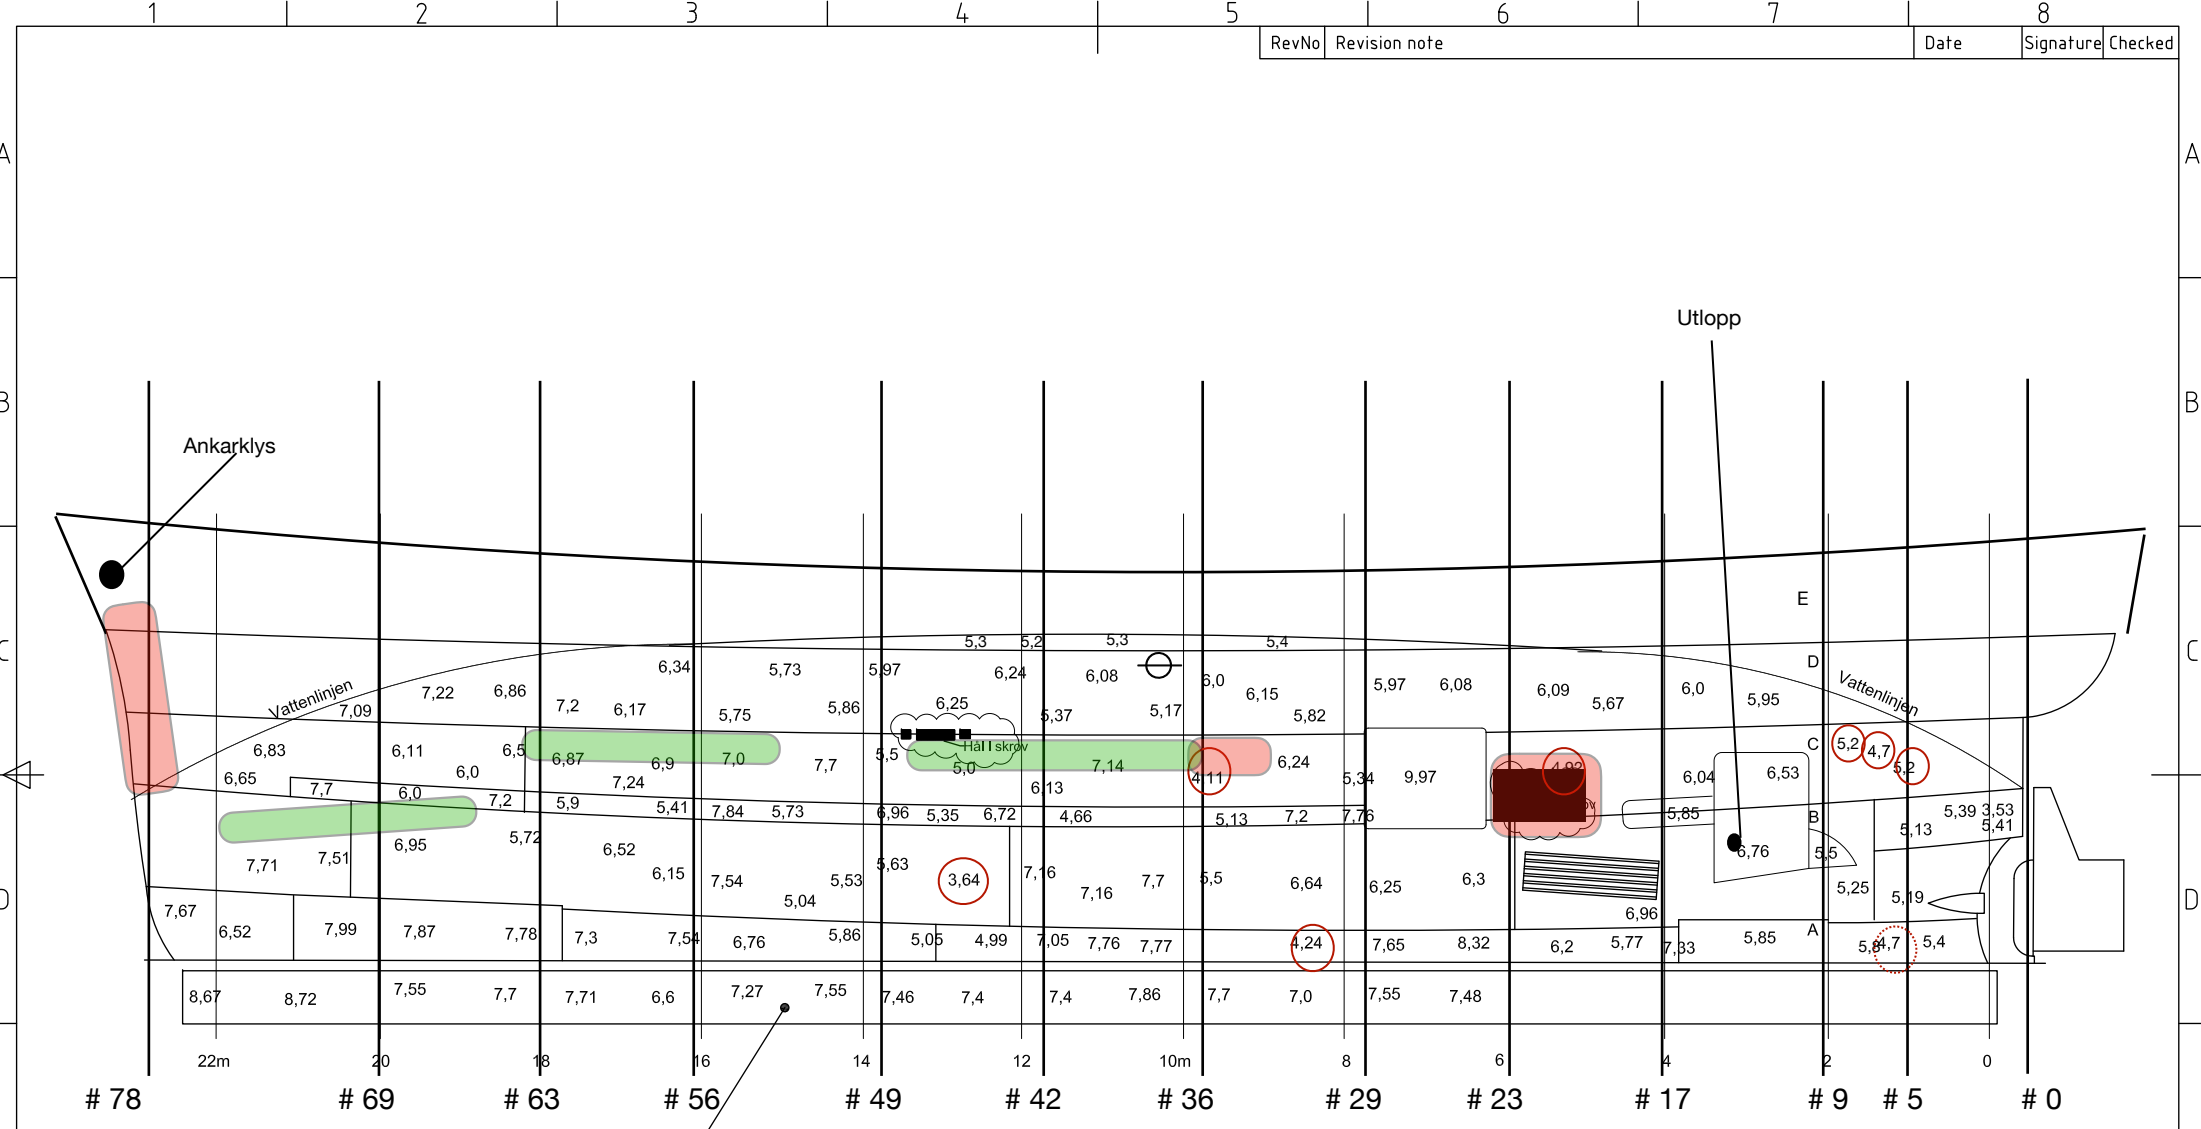 1 2 3 4 5 6 7 8
RevNo Revision note Date Signature Checked
A A
Utlopp
B B
Ankarklys
E
5,3 5,2 5,3 5,4
C C
6,34 5,73 5,97 6,24 6,08 6,0 D
7,22 6,86 6,15 5,97 6,08 6,09 6,0 5,95
Vattenlinjen 7,09 7,2 6,17 5,75 5,86 6,25 5,37 5,17 5,82 5,67 Vattenlinjen
6,83 6,11 6,5 6,87 6,9 7,0 7,7 5,5 Hål I skrov 5,0 7,14 6,24 4,92 C 5,2 4,7 5,2
6,65 6,0 7,24 6,13 4,11 5,34 9,97 6,04 6,53
7,7 6,0 7,2 5,9 5,41 7,84 5,73 6,96 5,35 6,72 4,66 5,13 7,2 7,76 5,85 B 5,13 5,39 3,53
5,41
7,71 7,51 6,95 5,72 6,52 5,63 6,76 5,5
6,15 7,54 5,53 3,64 7,16 7,16 7,7 5,5 6,64 6,25 6,3 5,25 5,19
D D
7,67 5,04 6,96
6,52 7,99 7,87 7,78 7,3 7,54 6,76 5,86 5,05 4,99 7,05 7,76 7,77 4,24 7,65 8,32 6,2 5,77 7,33 5,85 A 5,8 4,7 5,4
8,67 8,72 7,55 7,7 7,71 6,6 7,27 7,55 7,46 7,4 7,4 7,86 7,7 7,0 7,55 7,48
22m 20 18 16 14 12 10m 8 6 4 2 0
# 78 # 69 # 63 # 56 # 49 # 42 # 36 # 29 # 23 # 17 # 9 # 5 # 0